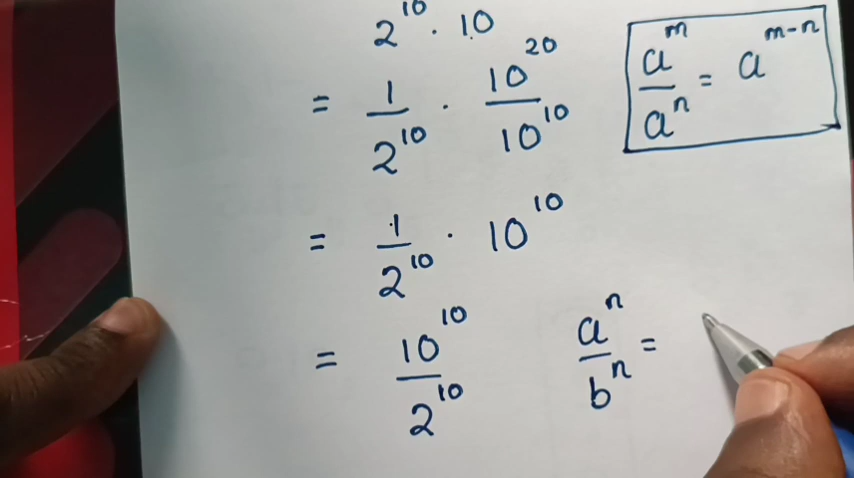 2^10 · 10
= 1/2^10 · 10^20/10^10
a^m/a^n = a^m-n
= 1/2^10 · 10^10
= 10^10/2^10
a^n/b^n =